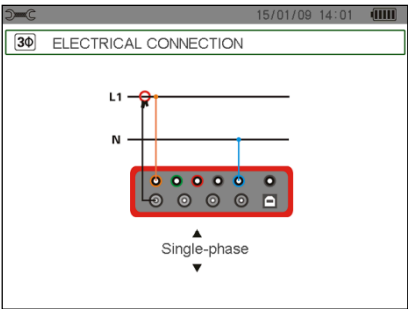 15/01/09 14:01
3Φ ELECTRICAL CONNECTION
L1
N
Single-phase